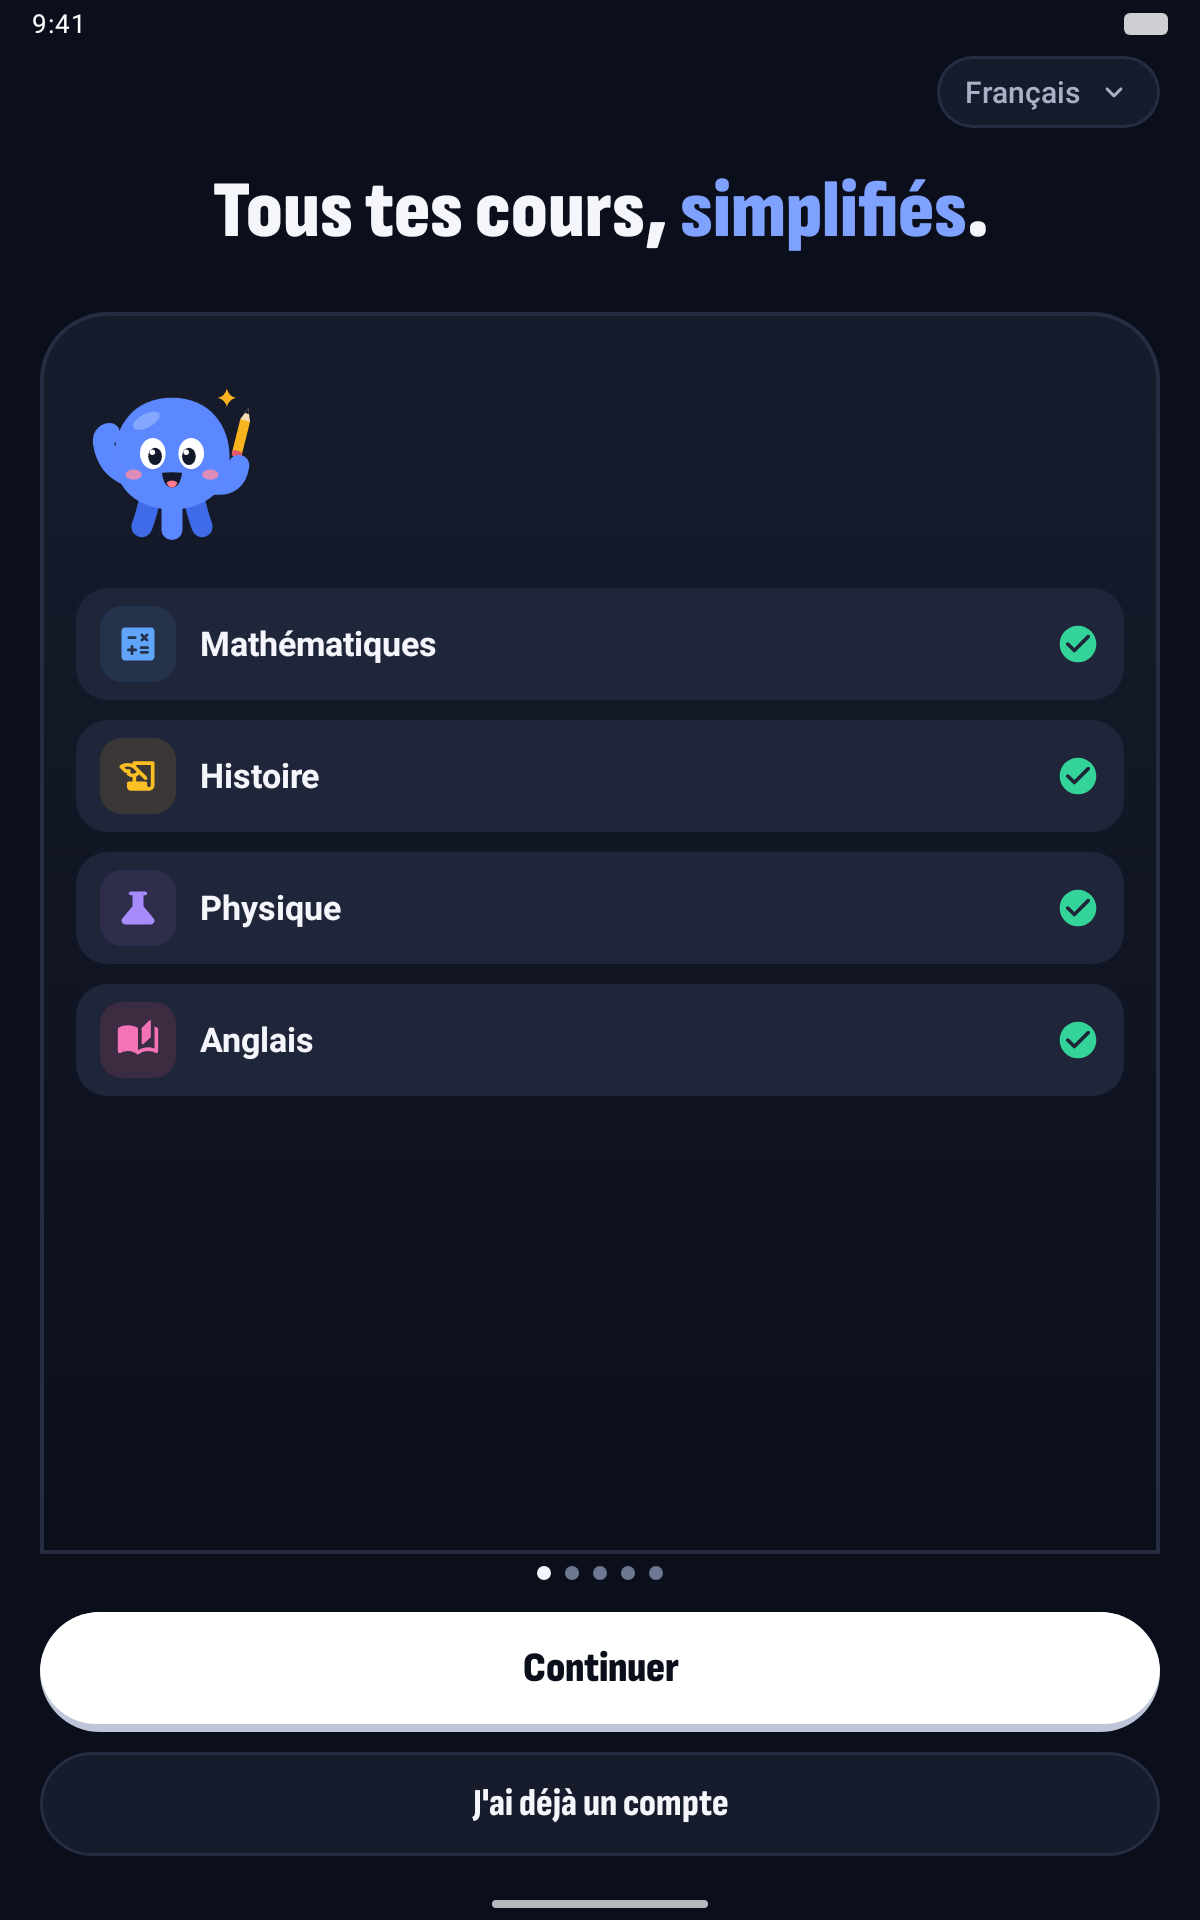 9:41
Français
Tous tes cours, simplifiés.
Mathématiques
Histoire
Physique
Anglais
Continuer
J'ai déjà un compte